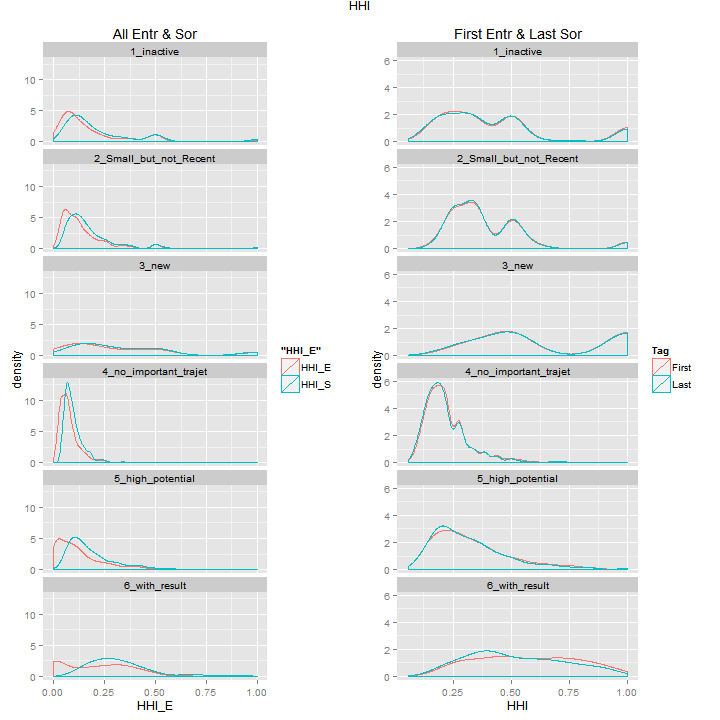 HHI
All Entr & Sor
1_inactive
10
5
0
2_Small_but_not_Recent
10
5
0
3_new
10
5
0
4_no_important_trajet
10
5
0
5_high_potential
10
5
0
6_with_result
10
5
0
0.00 0.25 0.50 0.75 1.00
HHI_E
density
"HHI_E"
HHI_E
HHI_S
First Entr & Last Sor
1_inactive
6
4
2
0
2_Small_but_not_Recent
6
4
2
0
3_new
6
4
2
0
4_no_important_trajet
6
4
2
0
5_high_potential
6
4
2
0
6_with_result
6
4
2
0
0.25 0.50 0.75 1.00
HHI
density
Tag
First
Last